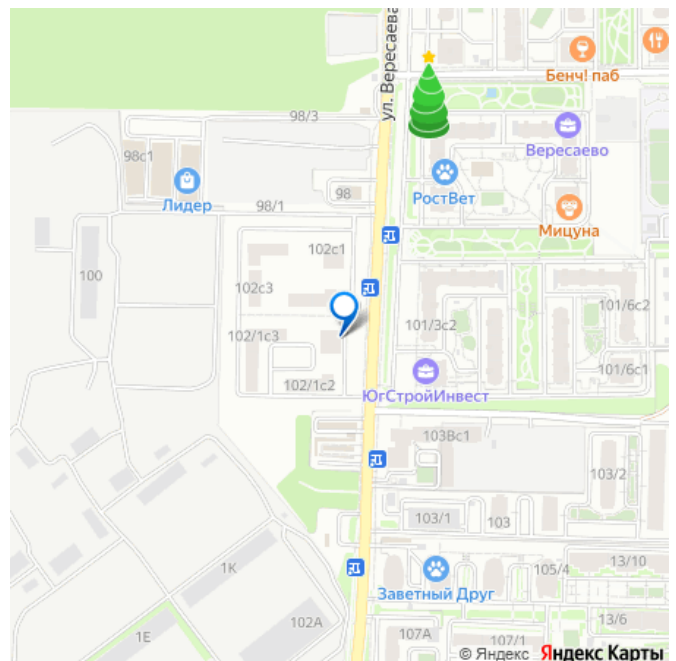 ул. Вересаева
Бенч! паб
98/3
98с1
98
Лидер
98/1
Вересаево
РостВет
Мицуна
102с1
100
102с3
101/6с2
101/3с2
102/1с3
101/6с1
102/1с2
ЮгСтройИнвест
103Вс1
103/2
103/1
103
1К
13/10
105/4
Заветный Друг
13/6
102А
1Е
107А
107/1
© Яндекс Яндекс Карты